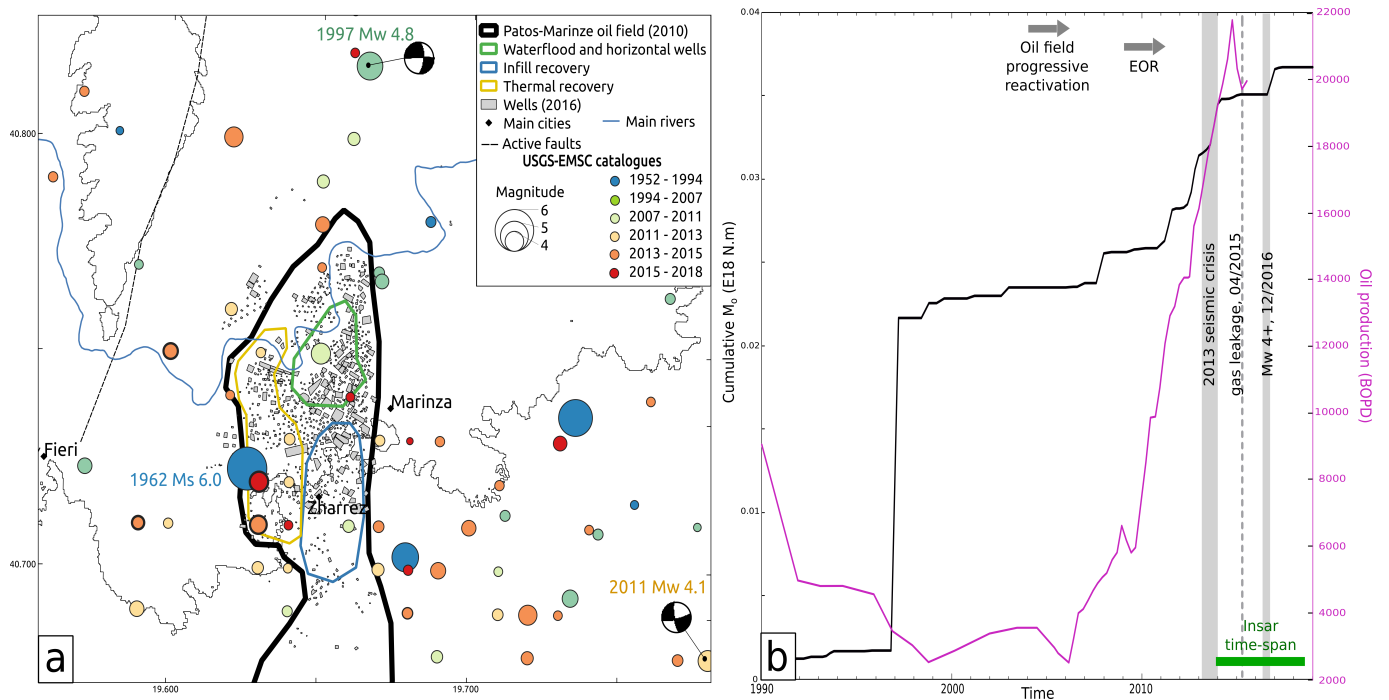 1997 Mw 4.8
Patos-Marinze oil field (2010)
Waterflood and horizontal wells
Infill recovery
Thermal recovery
Wells (2016)
Main cities
Main rivers
Active faults
USGS-EMSC catalogues
Magnitude
6
5
4
1952 - 1994
1994 - 2007
2007 - 2011
2011 - 2013
2013 - 2015
2015 - 2018
40.800
40.700
Marinza
Fieri
1962 Ms 6.0
Zharrez
2011 Mw 4.1
a
19.600
19.700
0.04
0.03
0.02
0.01
0
Cumulative Mo (E18 N.m)
Oil field
progressive
reactivation
EOR
2013 seismic crisis
gas leakage, 04/2015
Mw 4+, 12/2016
Insar
time-span
b
1990
2000
2010
Time
22000
20000
18000
16000
14000
12000
10000
8000
6000
4000
2000
Oil production (BOPD)